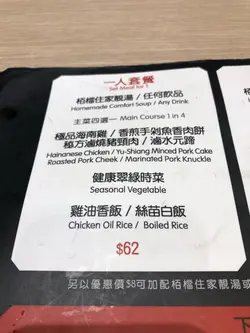 一人套餐
Set Meal for 1
栢檔住家靚湯 / 任何飲品
Homemade Comfort Soup / Any Drink
主菜四選一 Main Course 1 in 4
極品海南雞 / 香煎手剁魚香肉餅
秘方滷燒豬頸肉 / 滷水元蹄
Hainanese Chicken / Yu-Shiang Minced Pork Cake
Roasted Pork Cheek / Marinated Pork Knuckle
健康翠綠時菜
Seasonal Vegetable
雞油香飯 / 絲苗白飯
Chicken Oil Rice / Boiled Rice
$62
另以優惠價$8可加配栢檔住家靚湯或